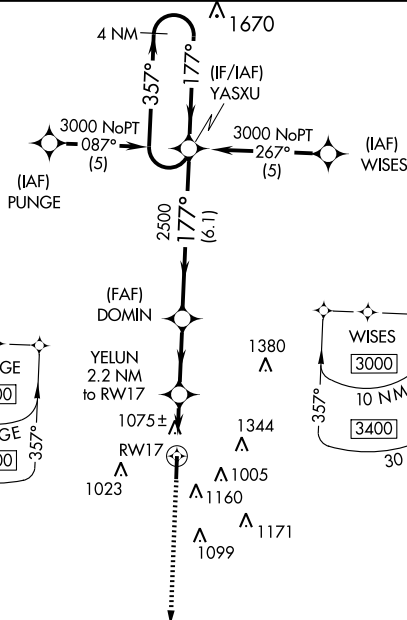 1670
4 NM
357°
177°
(IF/IAF)
YASXU
3000 NoPT
087°
(5)
3000 NoPT
267°
(5)
(IAF)
PUNGE
(IAF)
WISES
2500
177°
(6.1)
(FAF)
DOMIN
YELUN
2.2 NM
to RW17
1075±
RW17
1023
1380
1344
1005
1160
1171
1099
GE
00
GE
00
357°
WISES
3000
10 NM
357°
3400
30